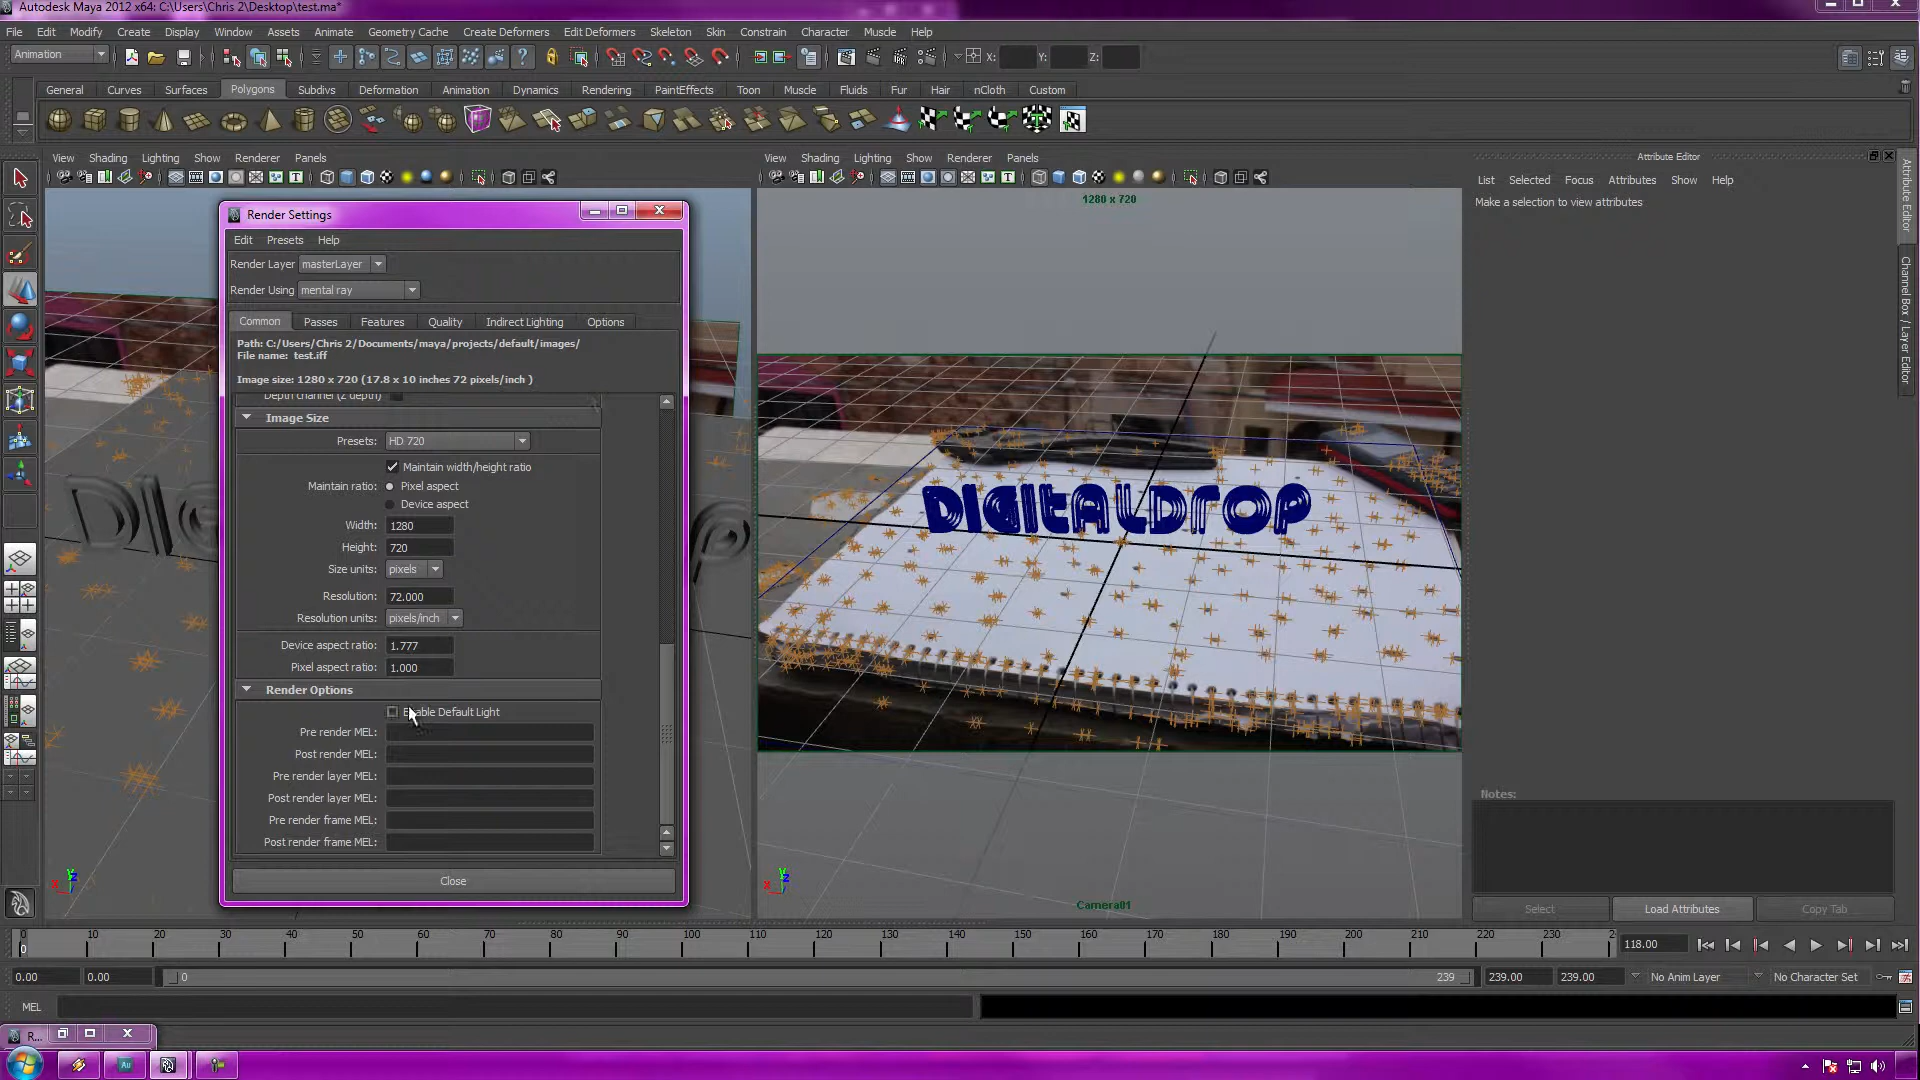 Autodesk Maya 2012 x64: C:\Users\Chris 2\Desktop\test.ma*
File Edit Modify Create Display Window Assets Animate Geometry Cache Create Deformers Edit Deformers Skeleton Skin Constrain Character Muscle Help
Animation X: Y: Z:
General Curves Surfaces Polygons Subdivs Deformation Animation Dynamics Rendering PaintEffects Toon Muscle Fluids Fur Hair nCloth Custom
View Shading Lighting Show Renderer Panels
View Shading Lighting Show Renderer Panels
1280 x 720
DIGITALDROP
Camera01
Render Settings
Edit Presets Help
Render Layer masterLayer
Render Using mental ray
Common Passes Features Quality Indirect Lighting Options
Path: C:/Users/Chris 2/Documents/maya/projects/default/images/
File name: test.iff
Image size: 1280 x 720 (17.8 x 10 inches 72 pixels/inch )
Depth channel (Z depth)
Image Size
Presets: HD 720
Maintain width/height ratio
Maintain ratio: Pixel aspect
Device aspect
Width: 1280
Height: 720
Size units: pixels
Resolution: 72.000
Resolution units: pixels/inch
Device aspect ratio: 1.777
Pixel aspect ratio: 1.000
Render Options
Enable Default Light
Pre render MEL:
Post render MEL:
Pre render layer MEL:
Post render layer MEL:
Pre render frame MEL:
Post render frame MEL:
Close
Attribute Editor
List Selected Focus Attributes Show Help
Make a selection to view attributes
Notes:
Select Load Attributes Copy Tab
Attribute Editor
Channel Box / Layer Editor
0 10 20 30 40 50 60 70 80 90 100 110 120 130 140 150 160 170 180 190 200 210 220 230 2
0 118.00
0.00 0.00 0 239 239.00 239.00 No Anim Layer No Character Set
MEL
R...
Au